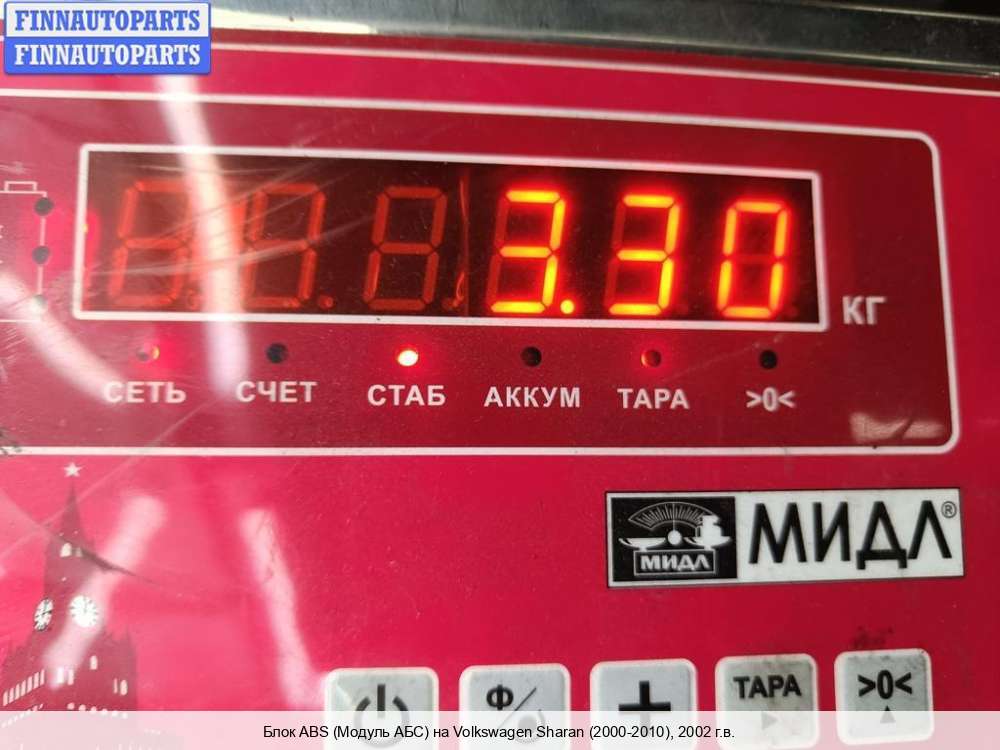 FINNAUTOPARTS
FINNAUTOPARTS
3.30
КГ
СЕТЬ СЧЕТ СТАБ АККУМ ТАРА >0<
МИДЛ МИДЛ®
Ф ТАРА >0<
Блок ABS (Модуль АБС) на Volkswagen Sharan (2000-2010), 2002 г.в.